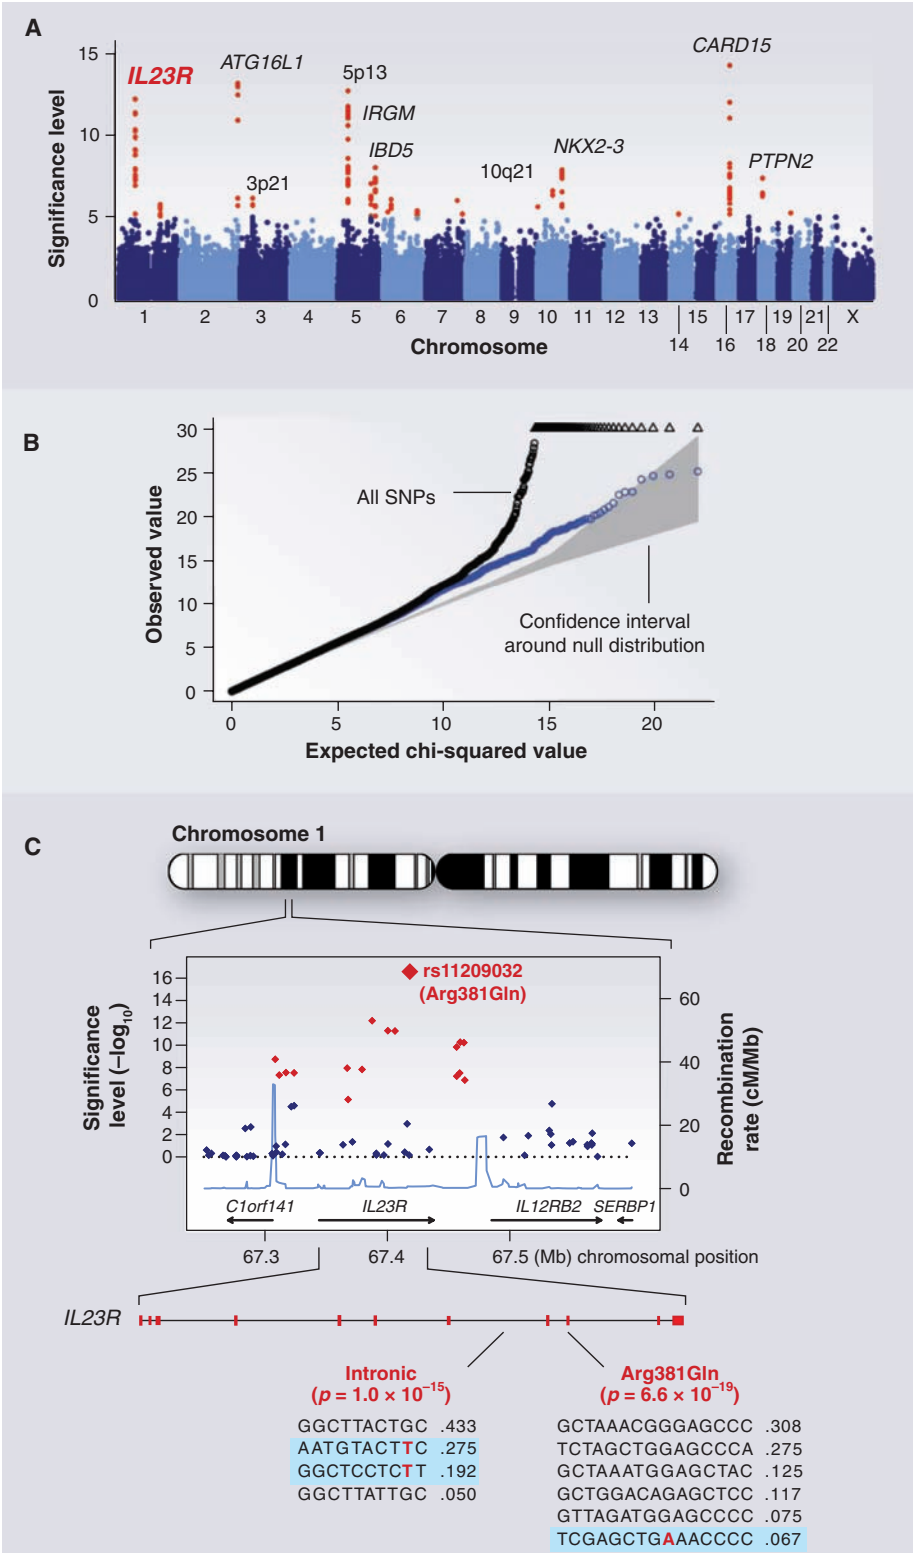 A
15
10
5
0
Significance level
IL23R
ATG16L1
3p21
5p13
IRGM
IBD5
10q21
NKX2-3
CARD15
PTPN2
1 2 3 4 5 6 7 8 9 10 11 12 13 15 17 19 21 X
14 16 18 20 22
Chromosome
B
30
25
20
15
10
5
0
Observed value
All SNPs
Confidence interval
around null distribution
0 5 10 15 20
Expected chi-squared value
C
Chromosome 1
16
14
12
10
8
6
4
2
0
Significance
level (–log10)
rs11209032
(Arg381Gln)
60
40
20
0
Recombination
rate (cM/Mb)
C1orf141 IL23R IL12RB2 SERBP1
67.3 67.4 67.5 (Mb) chromosomal position
IL23R
Intronic
(p = 1.0 × 10–15)
GGCTTACTGC .433
AATGTACTTC .275
GGCTCCTCTT .192
GGCTTATTGC .050
Arg381Gln
(p = 6.6 × 10–19)
GCTAAACGGGAGCCC .308
TCTAGCTGGAGCCCA .275
GCTAAATGGAGCTAC .125
GCTGGACAGAGCTCC .117
GTTAGATGGAGCCCC .075
TCGAGCTGAAACCCC .067